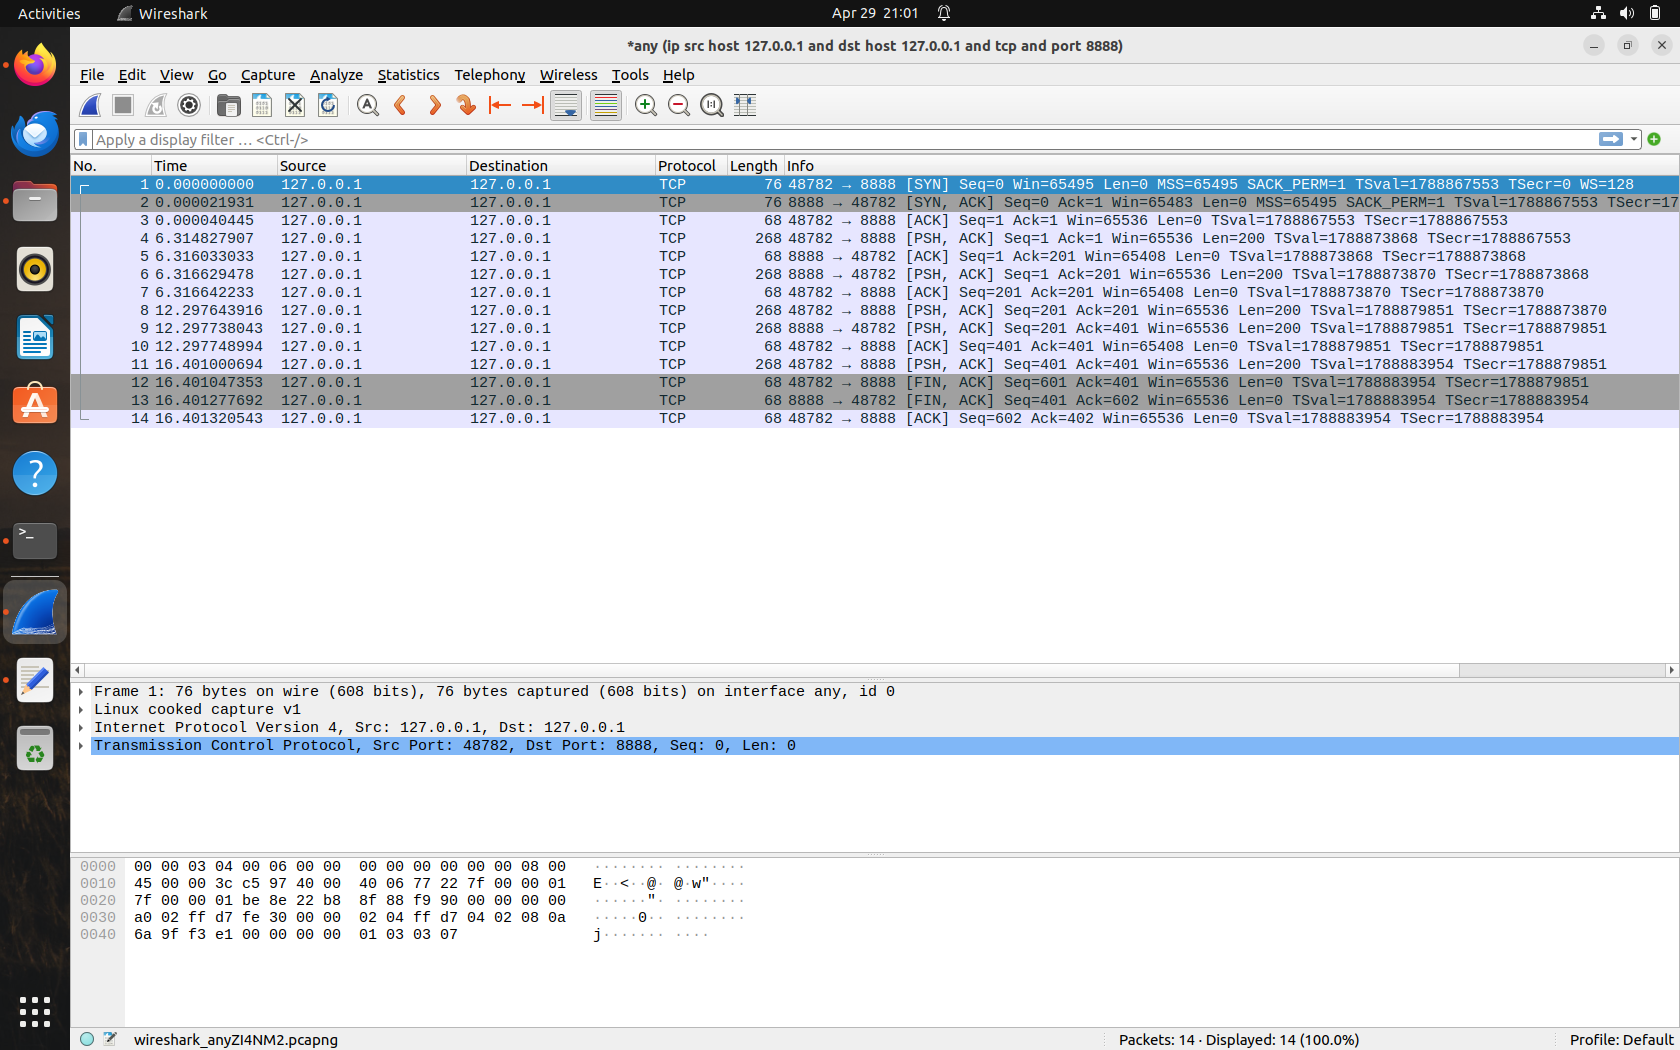 Activities Wireshark Apr 29 21:01
*any (ip src host 127.0.0.1 and dst host 127.0.0.1 and tcp and port 8888)
File Edit View Go Capture Analyze Statistics Telephony Wireless Tools Help
Apply a display filter … <Ctrl-/>
No. Time Source Destination Protocol Length Info
1 0.000000000 127.0.0.1 127.0.0.1 TCP 76 48782 → 8888 [SYN] Seq=0 Win=65495 Len=0 MSS=65495 SACK_PERM=1 TSval=1788867553 TSecr=0 WS=128
2 0.000021931 127.0.0.1 127.0.0.1 TCP 76 8888 → 48782 [SYN, ACK] Seq=0 Ack=1 Win=65483 Len=0 MSS=65495 SACK_PERM=1 TSval=1788867553 TSecr=17
3 0.000040445 127.0.0.1 127.0.0.1 TCP 68 48782 → 8888 [ACK] Seq=1 Ack=1 Win=65536 Len=0 TSval=1788867553 TSecr=1788867553
4 6.314827907 127.0.0.1 127.0.0.1 TCP 268 48782 → 8888 [PSH, ACK] Seq=1 Ack=1 Win=65536 Len=200 TSval=1788873868 TSecr=1788867553
5 6.316033033 127.0.0.1 127.0.0.1 TCP 68 8888 → 48782 [ACK] Seq=1 Ack=201 Win=65408 Len=0 TSval=1788873868 TSecr=1788873868
6 6.316629478 127.0.0.1 127.0.0.1 TCP 268 8888 → 48782 [PSH, ACK] Seq=1 Ack=201 Win=65536 Len=200 TSval=1788873870 TSecr=1788873868
7 6.316642233 127.0.0.1 127.0.0.1 TCP 68 48782 → 8888 [ACK] Seq=201 Ack=201 Win=65408 Len=0 TSval=1788873870 TSecr=1788873870
8 12.297643916 127.0.0.1 127.0.0.1 TCP 268 48782 → 8888 [PSH, ACK] Seq=201 Ack=201 Win=65536 Len=200 TSval=1788879851 TSecr=1788873870
9 12.297738043 127.0.0.1 127.0.0.1 TCP 268 8888 → 48782 [PSH, ACK] Seq=201 Ack=401 Win=65536 Len=200 TSval=1788879851 TSecr=1788879851
10 12.297748994 127.0.0.1 127.0.0.1 TCP 68 48782 → 8888 [ACK] Seq=401 Ack=401 Win=65408 Len=0 TSval=1788879851 TSecr=1788879851
11 16.401000694 127.0.0.1 127.0.0.1 TCP 268 48782 → 8888 [PSH, ACK] Seq=401 Ack=401 Win=65536 Len=200 TSval=1788883954 TSecr=1788879851
12 16.401047353 127.0.0.1 127.0.0.1 TCP 68 48782 → 8888 [FIN, ACK] Seq=601 Ack=401 Win=65536 Len=0 TSval=1788883954 TSecr=1788879851
13 16.401277692 127.0.0.1 127.0.0.1 TCP 68 8888 → 48782 [FIN, ACK] Seq=401 Ack=602 Win=65536 Len=0 TSval=1788883954 TSecr=1788883954
14 16.401320543 127.0.0.1 127.0.0.1 TCP 68 48782 → 8888 [ACK] Seq=602 Ack=402 Win=65536 Len=0 TSval=1788883954 TSecr=1788883954
Frame 1: 76 bytes on wire (608 bits), 76 bytes captured (608 bits) on interface any, id 0
Linux cooked capture v1
Internet Protocol Version 4, Src: 127.0.0.1, Dst: 127.0.0.1
Transmission Control Protocol, Src Port: 48782, Dst Port: 8888, Seq: 0, Len: 0
0000 00 00 03 04 00 06 00 00 00 00 00 00 00 00 08 00 ········ ········
0010 45 00 00 3c c5 97 40 00 40 06 77 22 7f 00 00 01 E··<··@· @·w"····
0020 7f 00 00 01 be 8e 22 b8 8f 88 f9 90 00 00 00 00 ······"· ········
0030 a0 02 ff d7 fe 30 00 00 02 04 ff d7 04 02 08 0a ·····0·· ········
0040 6a 9f f3 e1 00 00 00 00 01 03 03 07 j······· ····
wireshark_anyZI4NM2.pcapng Packets: 14 · Displayed: 14 (100.0%) Profile: Default